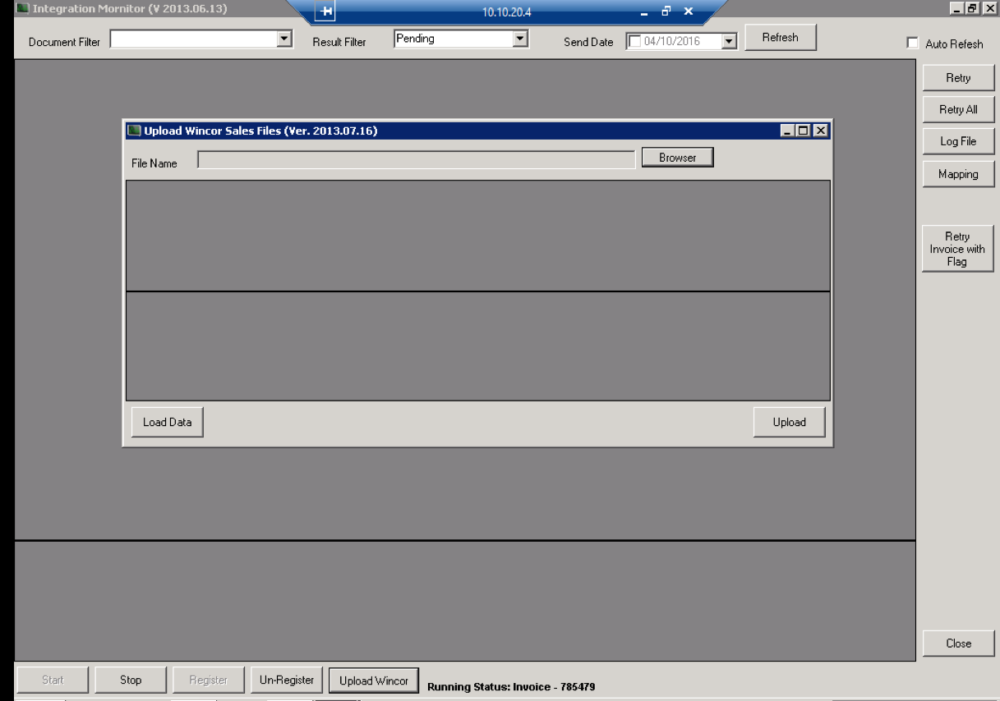 Integration Mornitor (V 2013.06.13)
10.10.20.4
Document Filter
Result Filter
Pending
Send Date
04/10/2016
Refresh
Auto Refesh
Retry
Retry All
Log File
Mapping
Retry
Invoice with
Flag
Upload Wincor Sales Files (Ver. 2013.07.16)
File Name
Browser
Load Data
Upload
Close
Start
Stop
Register
Un-Register
Upload Wincor
Running Status: Invoice - 785479